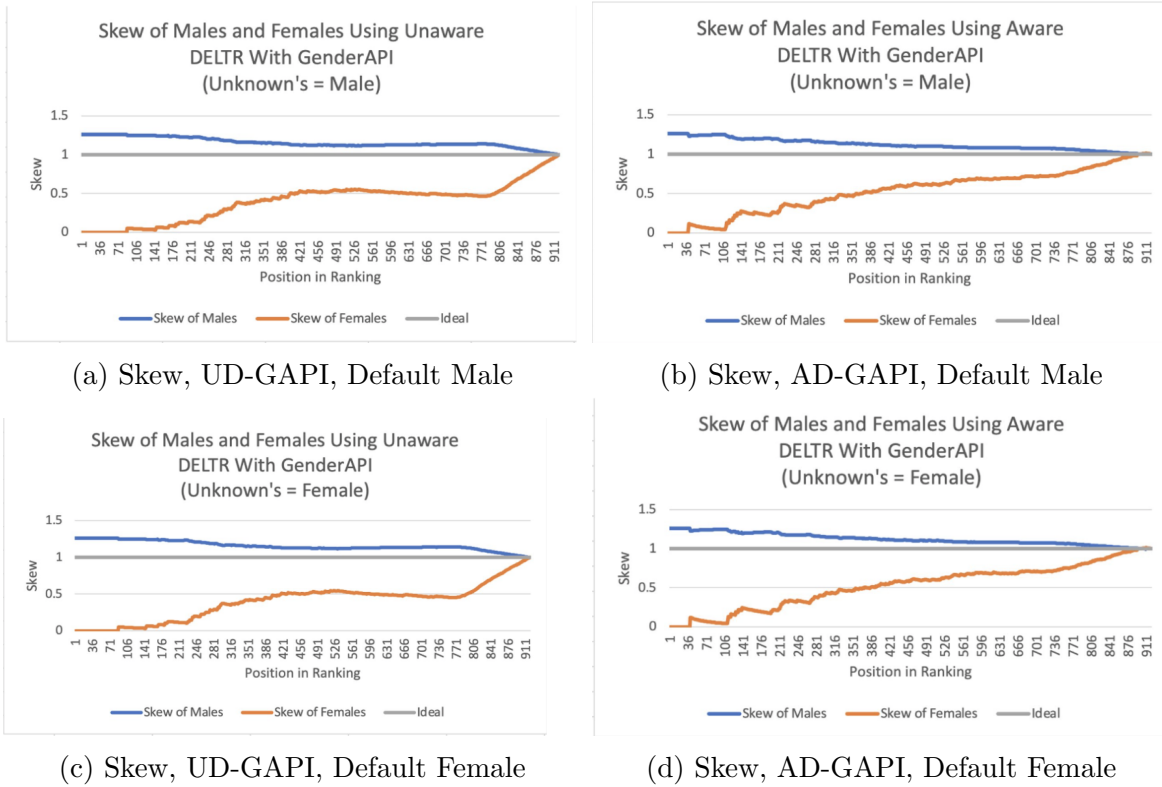 Skew of Males and Females Using Unaware
DELTR With GenderAPI
(Unknown's = Male)
1.5
1
0.5
0
Skew
1 36 71 106 141 176 211 246 281 316 351 386 421 456 491 526 561 596 631 666 701 736 771 806 841 876 911
Position in Ranking
Skew of Males Skew of Females Ideal
(a) Skew, UD-GAPI, Default Male
Skew of Males and Females Using Aware
DELTR With GenderAPI
(Unknown's = Male)
1.5
1
0.5
0
Skew
1 36 71 106 141 176 211 246 281 316 351 386 421 456 491 526 561 596 631 666 701 736 771 806 841 876 911
Position in Ranking
Skew of Males Skew of Females Ideal
(b) Skew, AD-GAPI, Default Male
Skew of Males and Females Using Unaware
DELTR With GenderAPI
(Unknown's = Female)
1.5
1
0.5
0
Skew
1 36 71 106 141 176 211 246 281 316 351 386 421 456 491 526 561 596 631 666 701 736 771 806 841 876 911
Position in Ranking
Skew of Males Skew of Females Ideal
(c) Skew, UD-GAPI, Default Female
Skew of Males and Females Using Aware
DELTR With GenderAPI
(Unknown's = Female)
1.5
1
0.5
0
Skew
1 36 71 106 141 176 211 246 281 316 351 386 421 456 491 526 561 596 631 666 701 736 771 806 841 876 911
Position in Ranking
Skew of Males Skew of Females Ideal
(d) Skew, AD-GAPI, Default Female